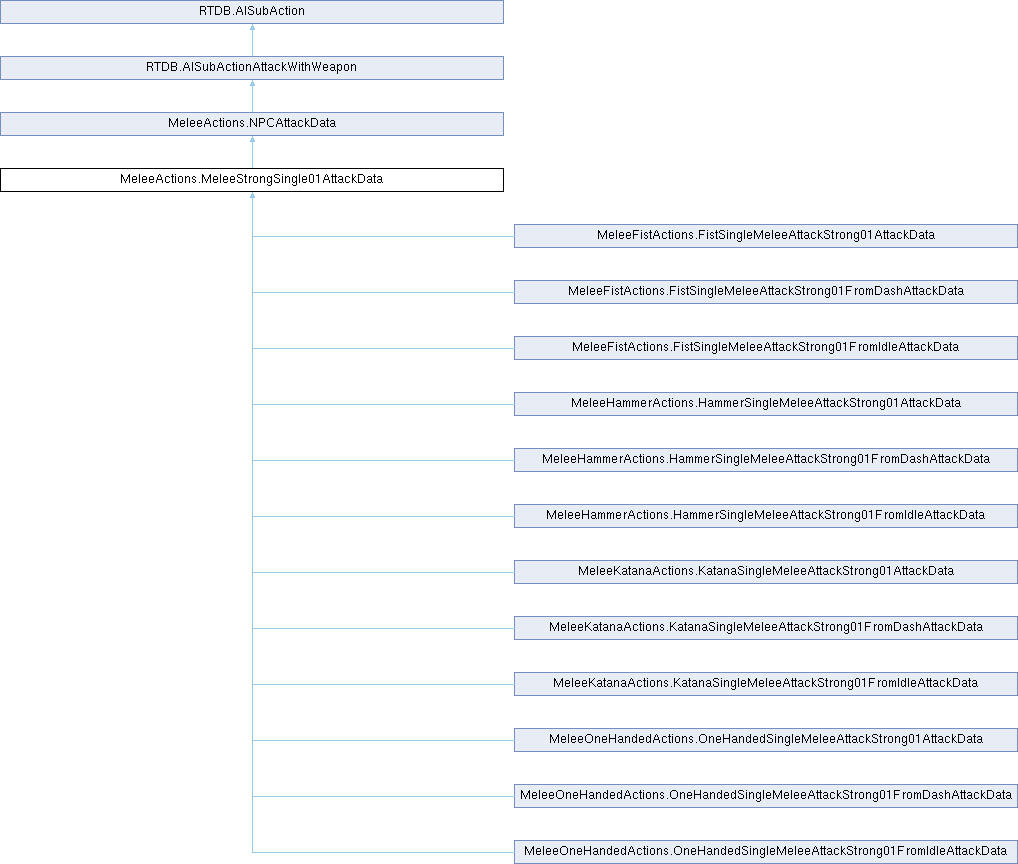 RTDB.AISubAction
RTDB.AISubActionAttackWithWeapon
MeleeActions.NPCAttackData
MeleeActions.MeleeStrongSingle01AttackData
MeleeFistActions.FistSingleMeleeAttackStrong01AttackData
MeleeFistActions.FistSingleMeleeAttackStrong01FromDashAttackData
MeleeFistActions.FistSingleMeleeAttackStrong01FromIdleAttackData
MeleeHammerActions.HammerSingleMeleeAttackStrong01AttackData
MeleeHammerActions.HammerSingleMeleeAttackStrong01FromDashAttackData
MeleeHammerActions.HammerSingleMeleeAttackStrong01FromIdleAttackData
MeleeKatanaActions.KatanaSingleMeleeAttackStrong01AttackData
MeleeKatanaActions.KatanaSingleMeleeAttackStrong01FromDashAttackData
MeleeKatanaActions.KatanaSingleMeleeAttackStrong01FromIdleAttackData
MeleeOneHandedActions.OneHandedSingleMeleeAttackStrong01AttackData
MeleeOneHandedActions.OneHandedSingleMeleeAttackStrong01FromDashAttackData
MeleeOneHandedActions.OneHandedSingleMeleeAttackStrong01FromIdleAttackData